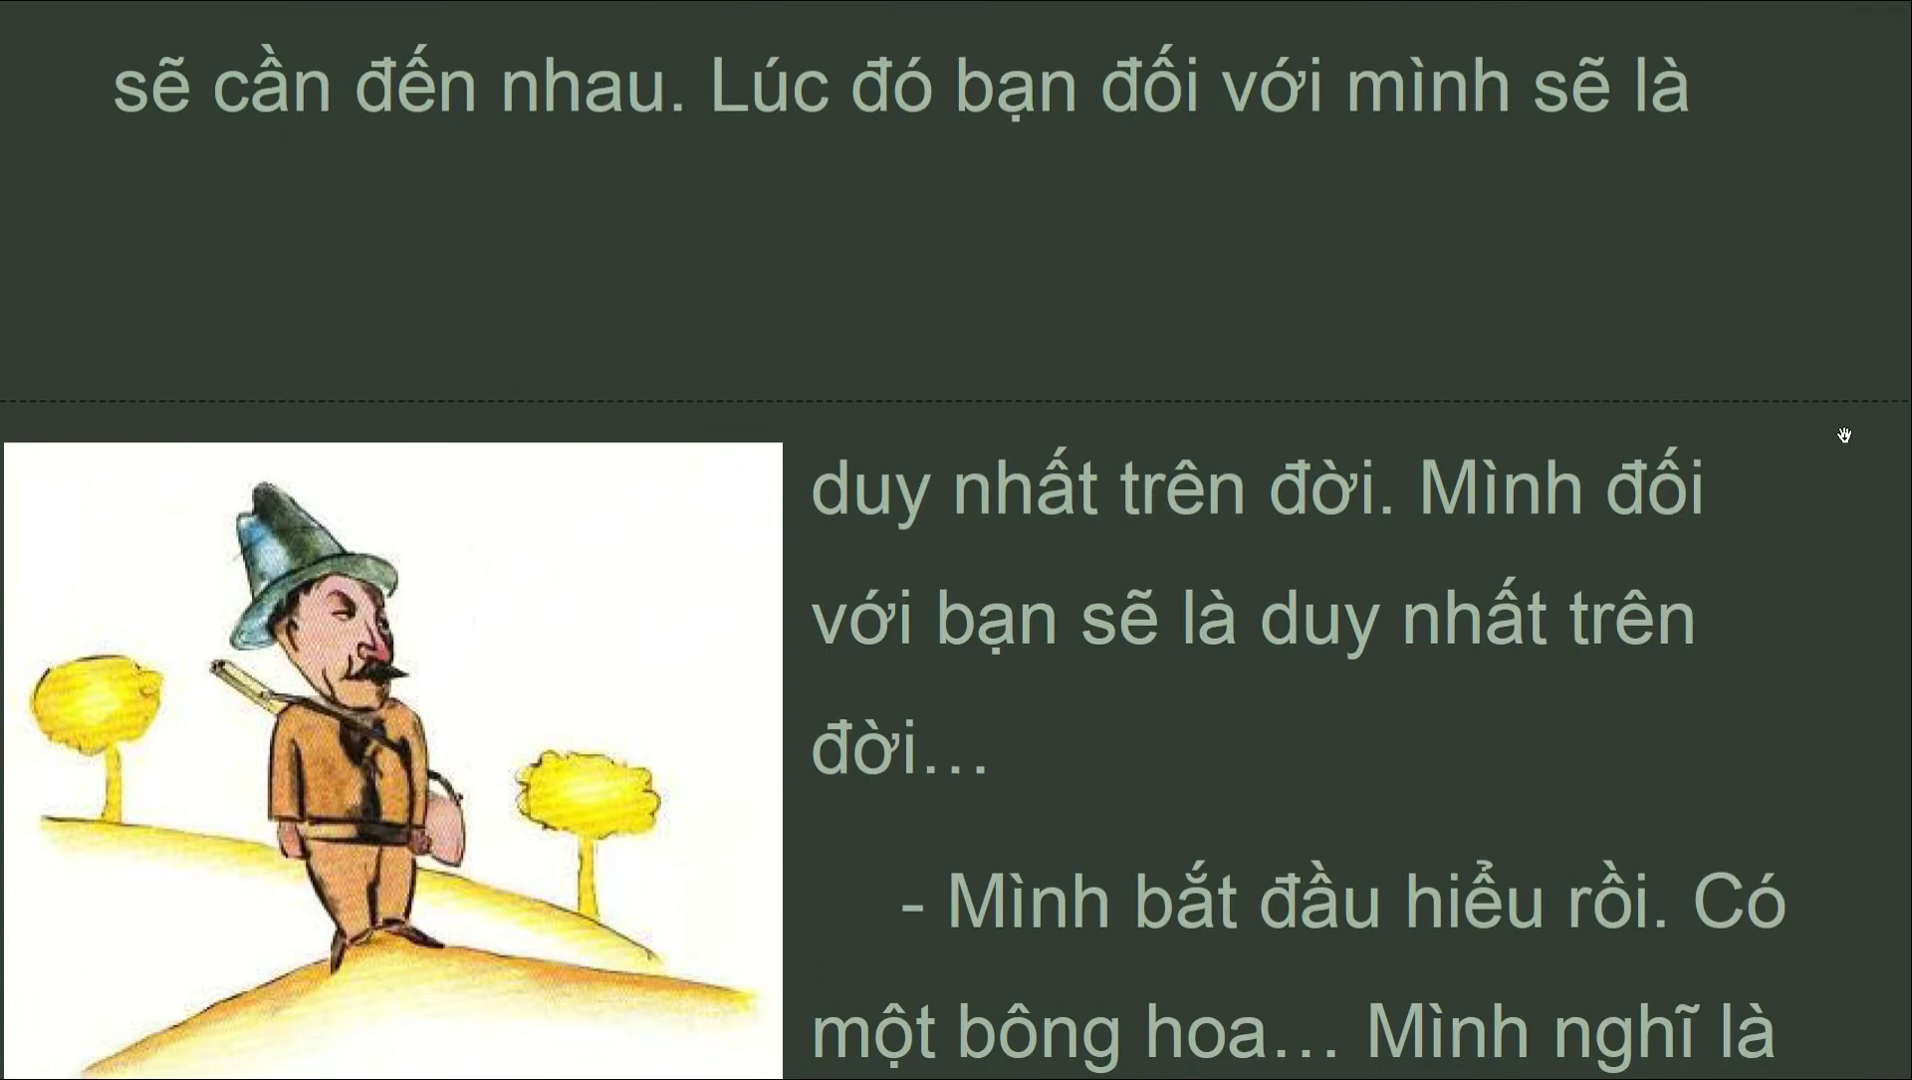 sẽ cần đến nhau. Lúc đó bạn đối với mình sẽ là
duy nhất trên đời. Mình đối
với bạn sẽ là duy nhất trên
đời…
- Mình bắt đầu hiểu rồi. Có
một bông hoa… Mình nghĩ là